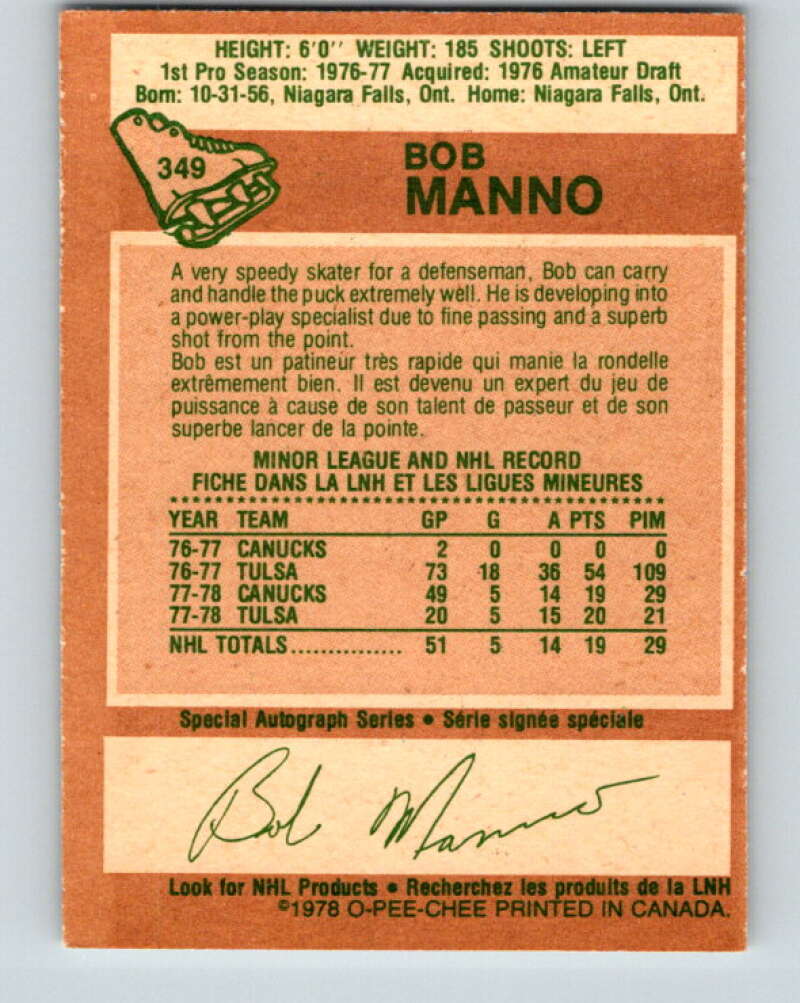 HEIGHT: 6'0'' WEIGHT: 185 SHOOTS: LEFT
1st Pro Season: 1976-77 Acquired: 1976 Amateur Draft
Born: 10-31-56, Niagara Falls, Ont. Home: Niagara Falls, Ont.
349
BOB
MANNO
A very speedy skater for a defenseman, Bob can carry
and handle the puck extremely well. He is developing into
a power-play specialist due to fine passing and a superb
shot from the point.
Bob est un patineur très rapide qui manie la rondelle
extrêmement bien. Il est devenu un expert du jeu de
puissance à cause de son talent de passeur et de son
superbe lancer de la pointe.
MINOR LEAGUE AND NHL RECORD
FICHE DANS LA LNH ET LES LIGUES MINEURES
YEAR TEAM GP G A PTS PIM
76-77 CANUCKS 2 0 0 0 0
76-77 TULSA 73 18 36 54 109
77-78 CANUCKS 49 5 14 19 29
77-78 TULSA 20 5 15 20 21
NHL TOTALS............... 51 5 14 19 29
Special Autograph Series • Série signée spéciale
Bob Manno
Look for NHL Products • Recherchez les produits de la LNH
©1978 O-PEE-CHEE PRINTED IN CANADA.